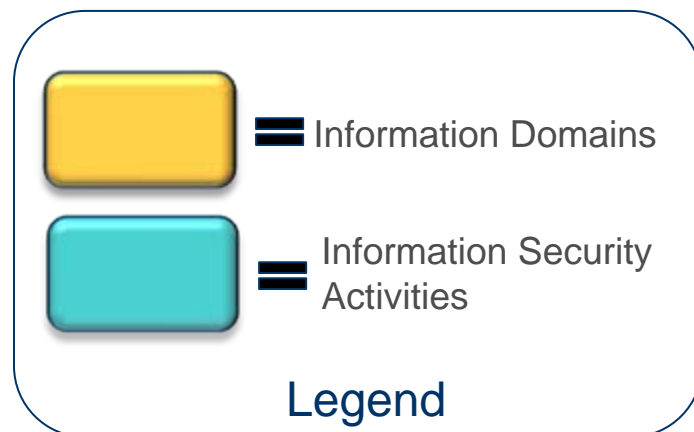 Information Domains
Information Security
Activities
Legend